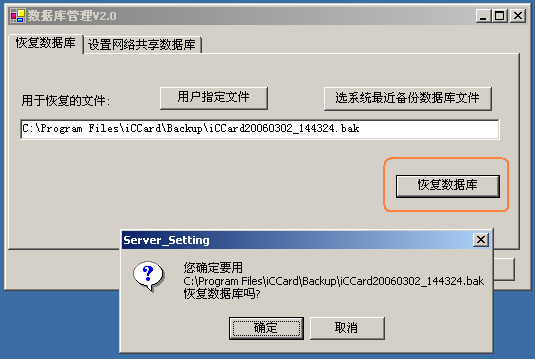 数据库管理V2.0
恢复数据库 设置网络共享数据库
用于恢复的文件: 用户指定文件 选系统最近备份数据库文件
C:\Program Files\iCCard\Backup\iCCard20060302_144324.bak
恢复数据库
Server_Setting
您确定要用
C:\Program Files\iCCard\Backup\iCCard20060302_144324.bak
恢复数据库吗?
确定 取消